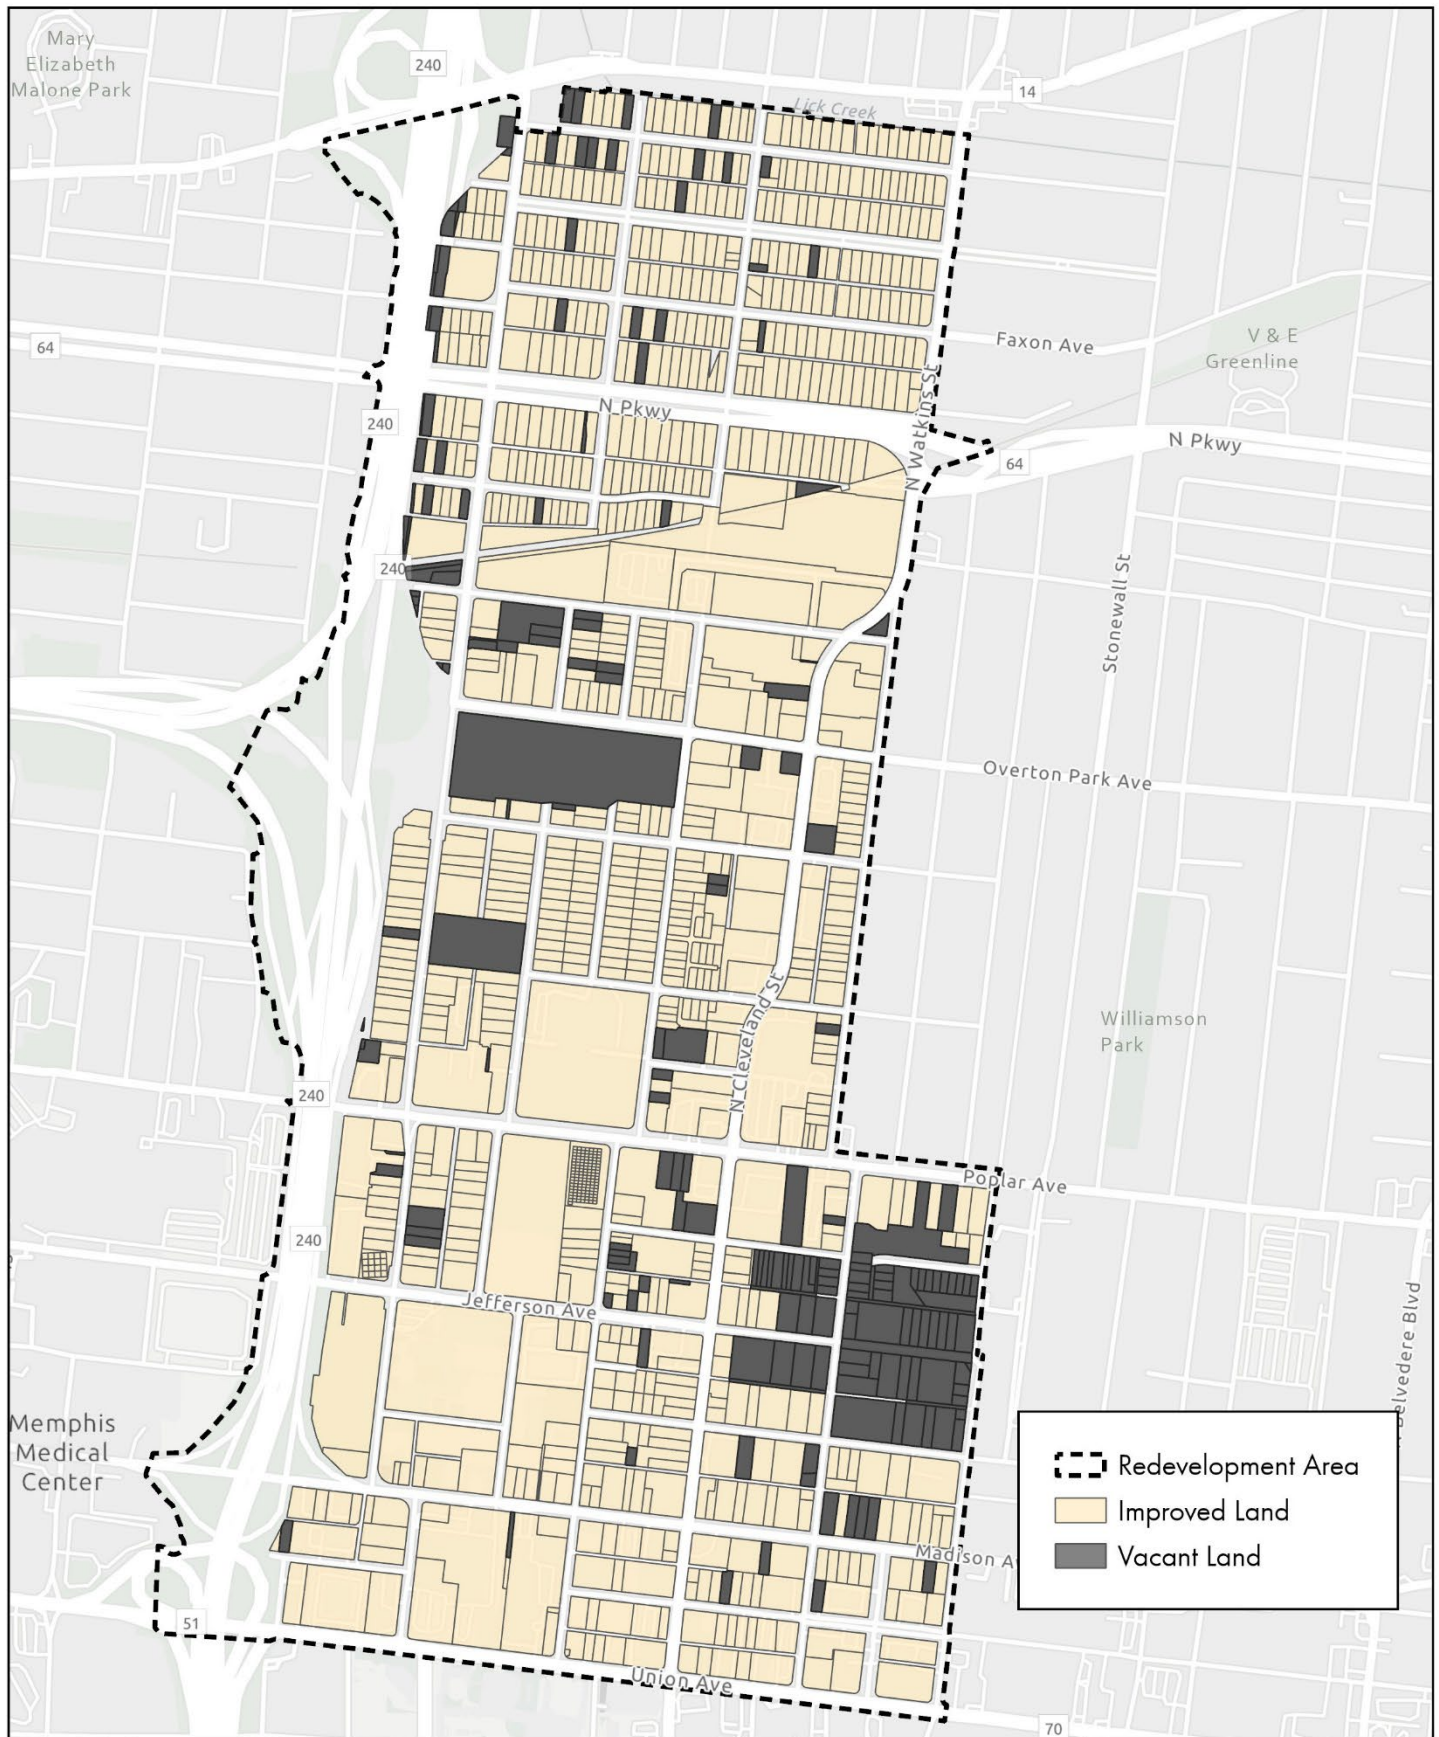 Mary
Elizabeth
Malone Park
240
14
Lick Creek
64
Faxon Ave
V & E
Greenline
N Pkwy
240
N Watkins St
N Pkwy
64
240
Stonewall St
Overton Park Ave
N Cleveland St
Williamson
Park
240
Poplar Ave
240
Jefferson Ave
Belvedere Blvd
Memphis
Medical
Center
Redevelopment Area
Improved Land
Vacant Land
Madison Av
51
Union Ave
70